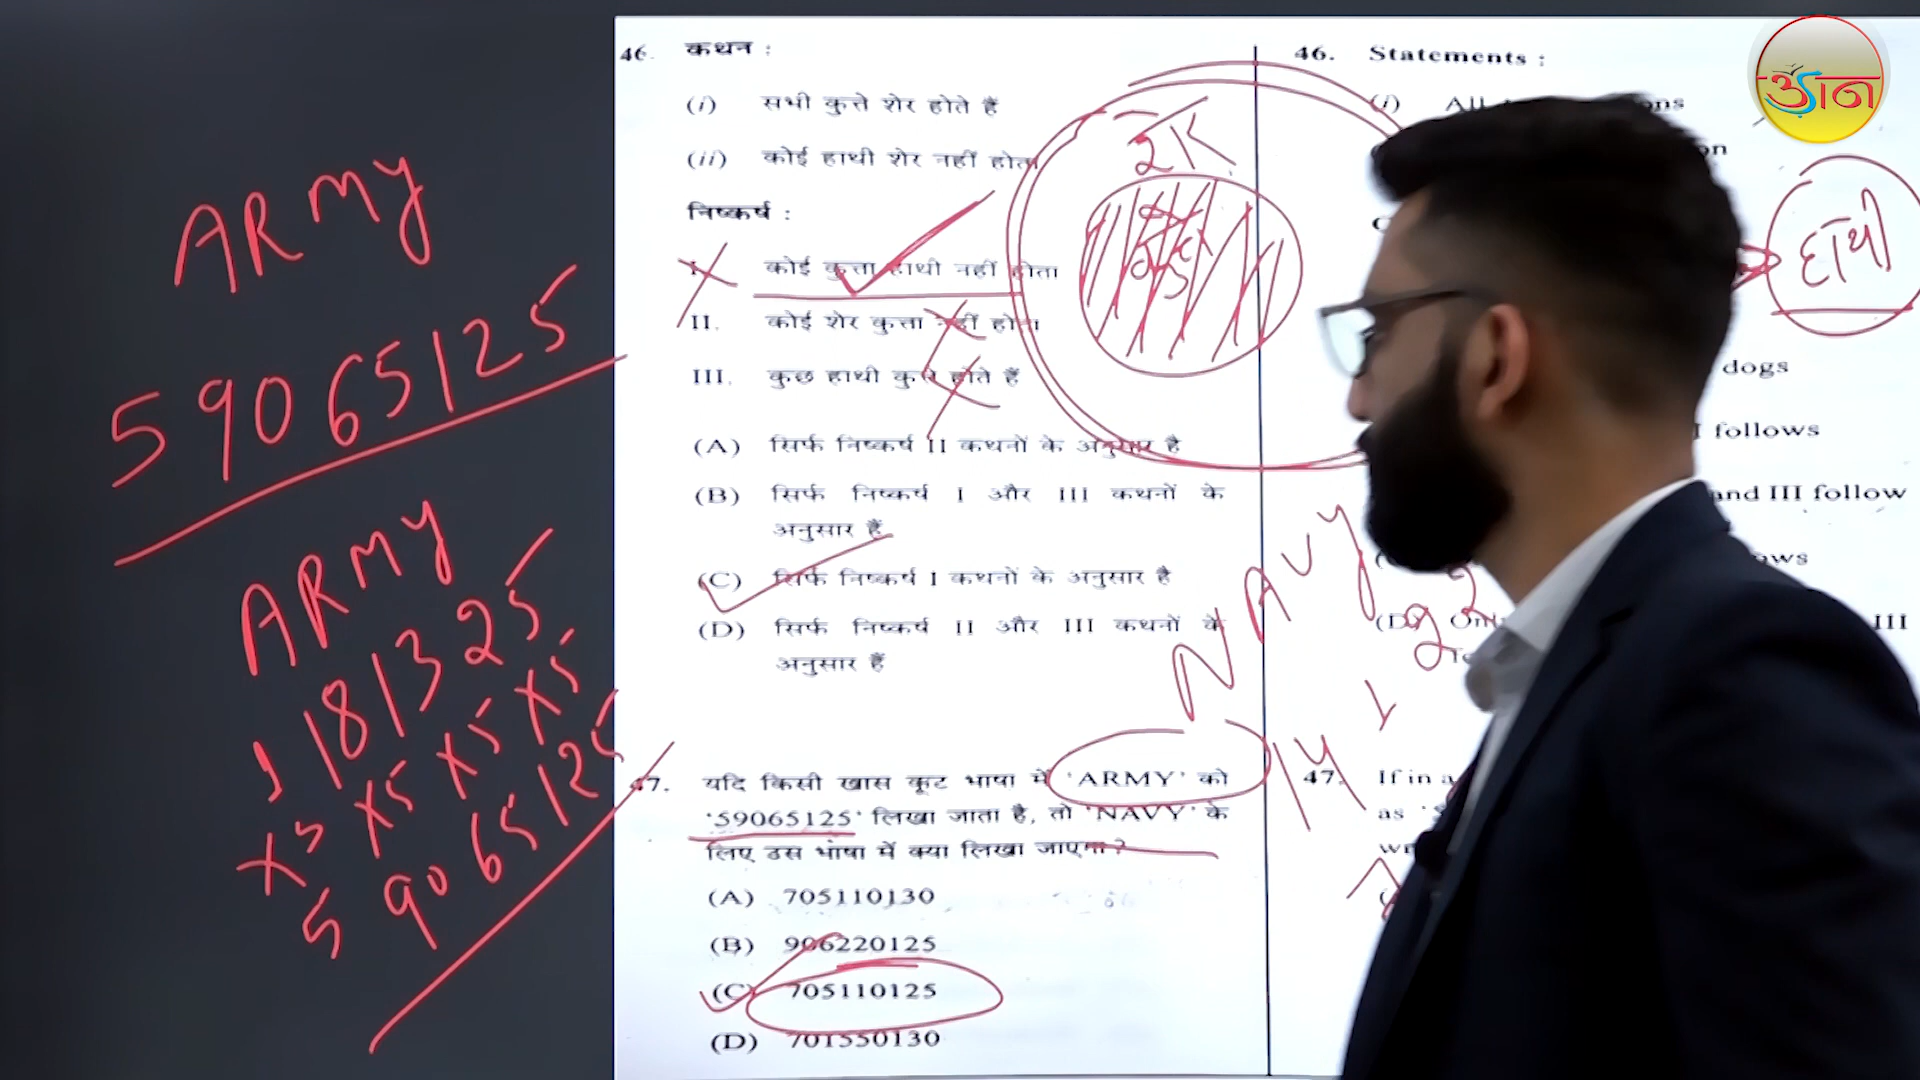 ARMY
59065125
ARMY
1 18 13 25
X5 X5 X5 X5
5 90 65 125
46. कथन :
(i) सभी कुत्ते शेर होते हैं
(ii) कोई हाथी शेर नहीं होता
निष्कर्ष :
I. कोई कुत्ता हाथी नहीं होता
II. कोई शेर कुत्ता नहीं होता
III. कुछ हाथी कुत्ते होते हैं
(A) सिर्फ निष्कर्ष II कथनों के अनुसार है
(B) सिर्फ निष्कर्ष I और III कथनों के
अनुसार हैं
(C) सिर्फ निष्कर्ष I कथनों के अनुसार है
(D) सिर्फ निष्कर्ष II और III कथनों के
अनुसार हैं
47. यदि किसी खास कूट भाषा में 'ARMY' को
'59065125' लिखा जाता है, तो 'NAVY' के
लिए उस भाषा में क्या लिखा जाएगा ?
(A) 705110130
(B) 906220125
(C) 705110125
(D) 701550130
NAVY
14 1 22
46. Statements :
(i) All
हाथी
dogs
follows
and III follow
(D)
III
47. If in a
as
उड़ान